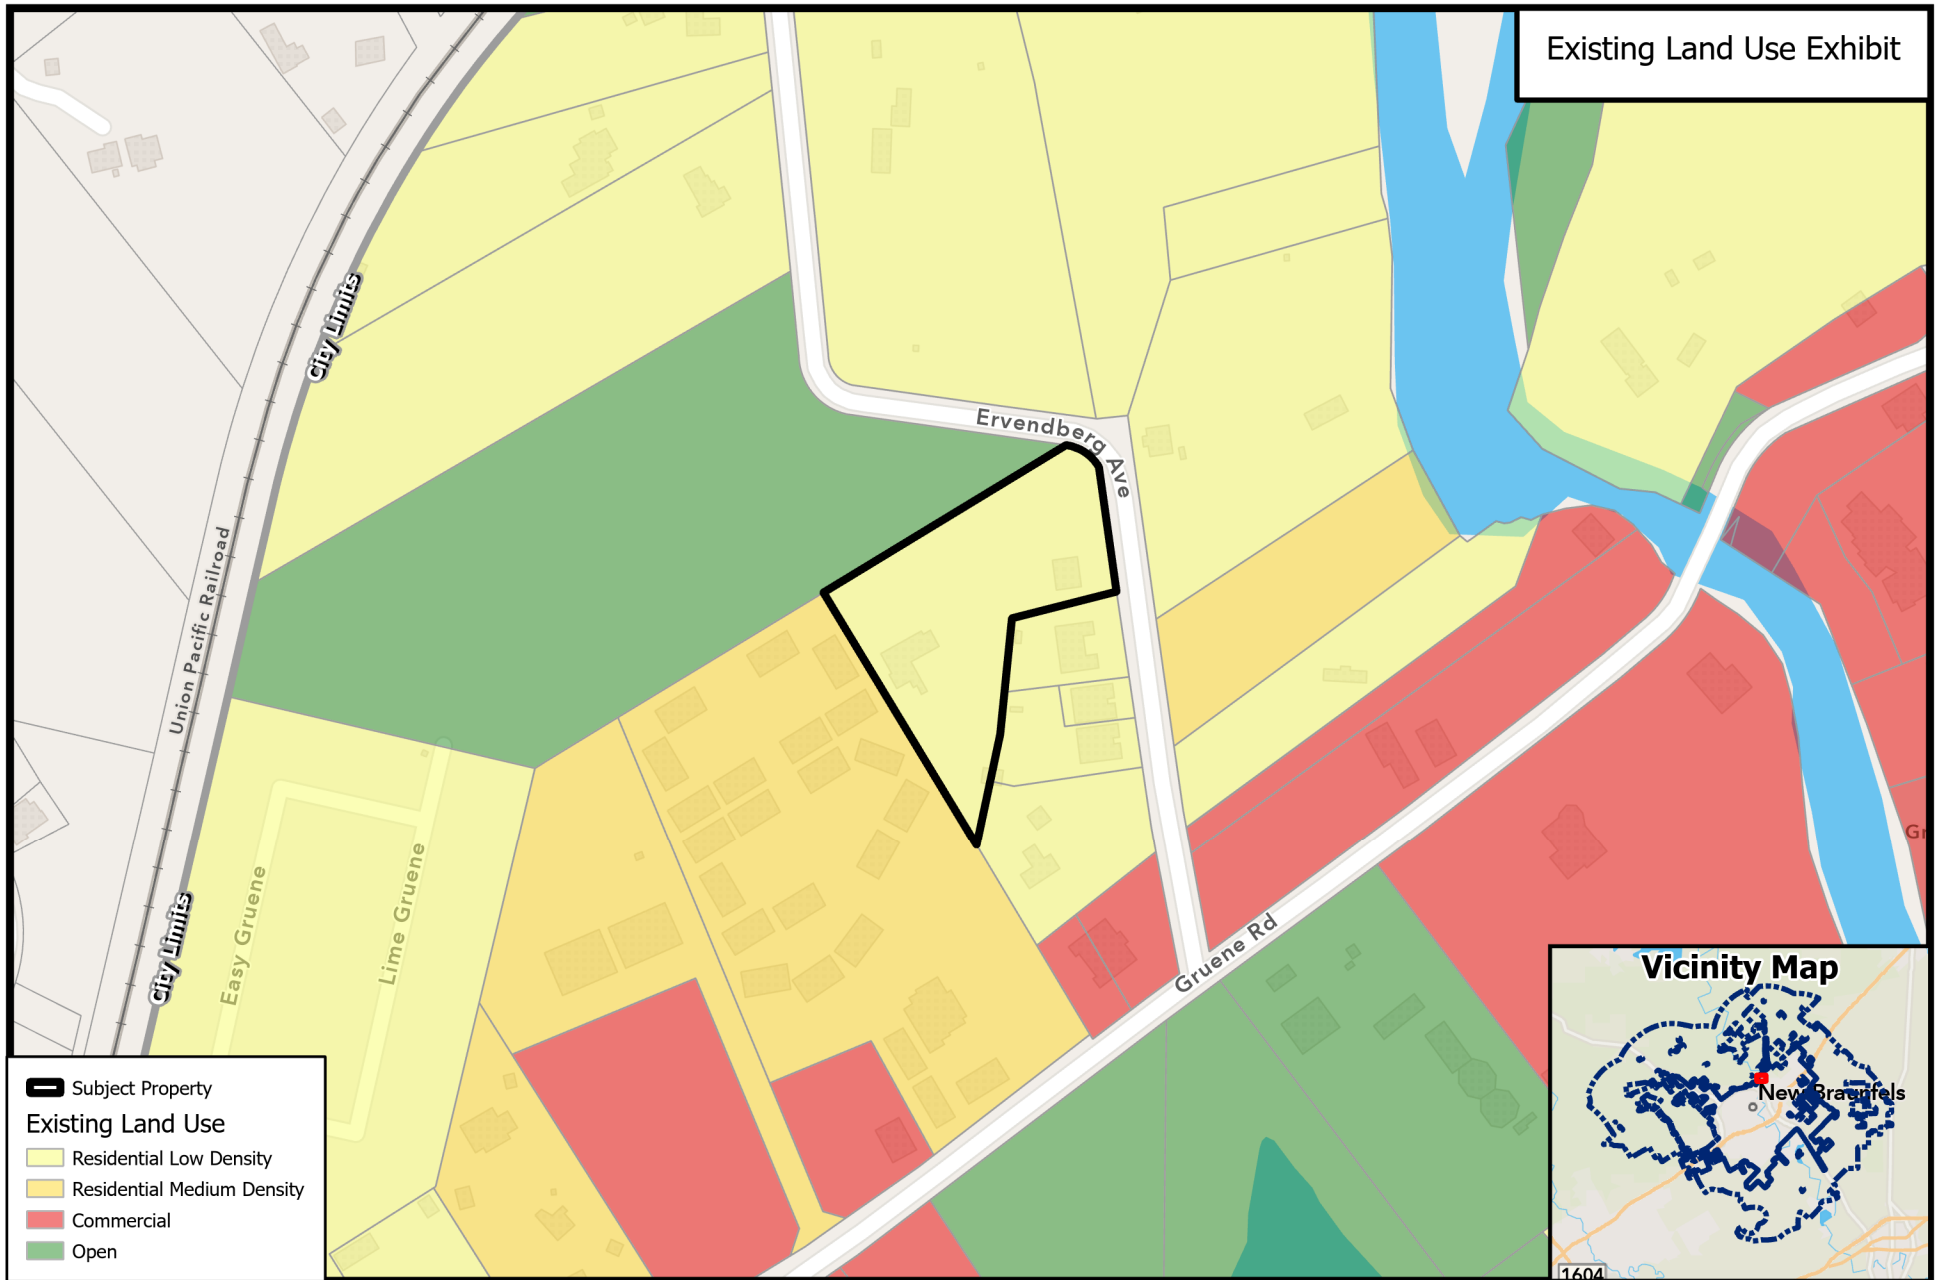 Existing Land Use Exhibit
City Limits
Ervendberg Ave
Union Pacific Railroad
Easy Gruene
Lime Gruene
City Limits
Gruene Rd
Gr
Subject Property
Existing Land Use
Residential Low Density
Residential Medium Density
Commercial
Open
Vicinity Map
New Braunfels
1604